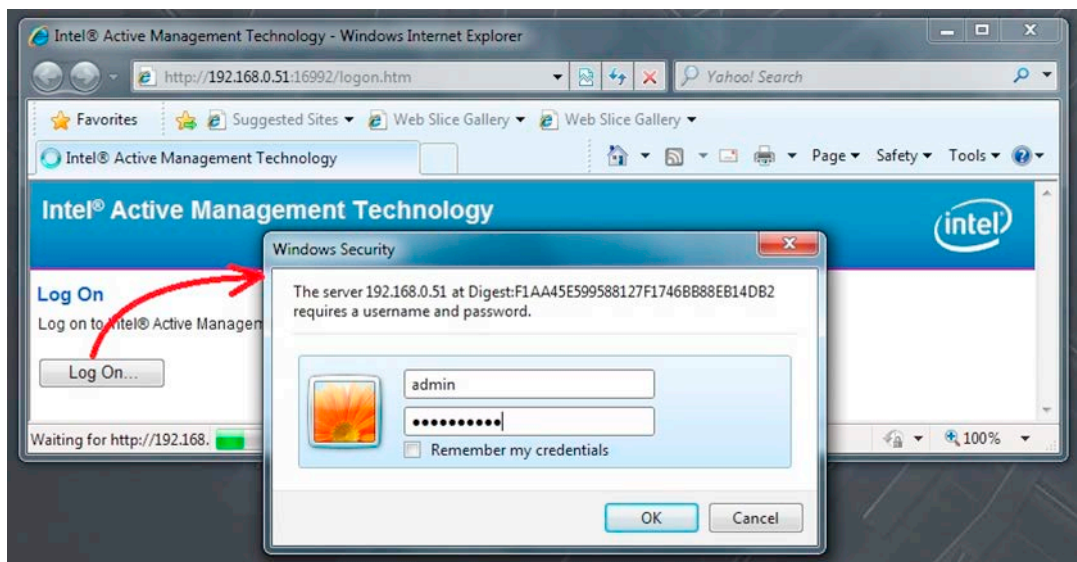 Intel® Active Management Technology - Windows Internet Explorer
http://192.168.0.51:16992/logon.htm
Yahoo! Search
Favorites Suggested Sites Web Slice Gallery Web Slice Gallery
Intel® Active Management Technology Page Safety Tools
Intel® Active Management Technology
intel
Windows Security
The server 192.168.0.51 at Digest:F1AA45E599588127F1746BB88EB14DB2
requires a username and password.
Log On
Log on to Intel® Active Managem
Log On...
admin
••••••••••
Remember my credentials
Waiting for http://192.168.
100%
OK Cancel